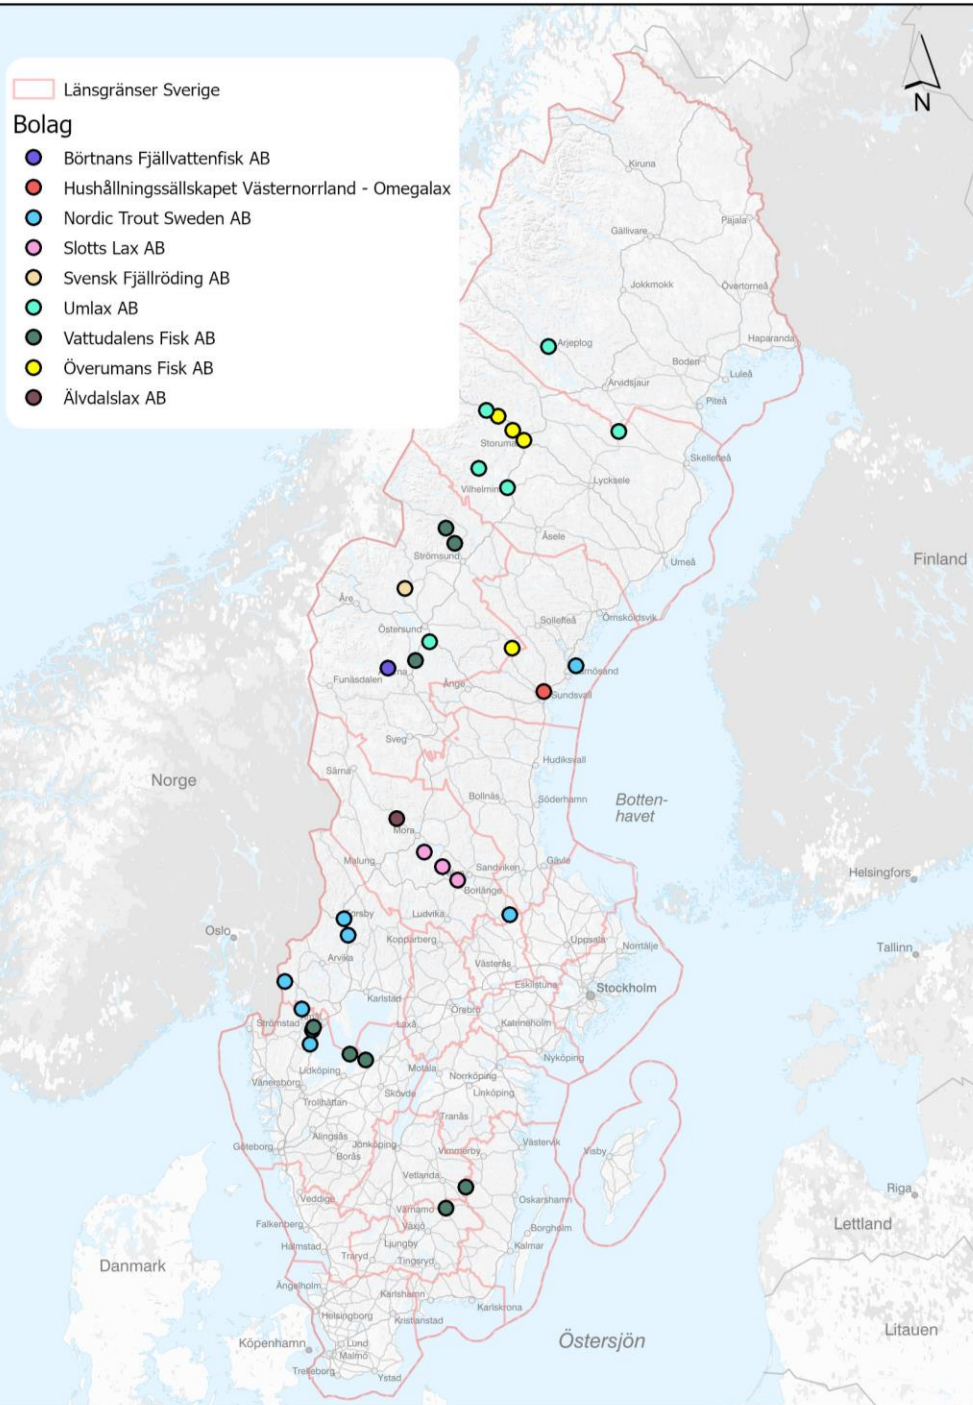 N
Länsgränser Sverige
Bolag
Börtnans Fjällvattenfisk AB
Hushållningssällskapet Västernorrland - Omegalax
Nordic Trout Sweden AB
Slotts Lax AB
Svensk Fjällröding AB
Umlax AB
Vattudalens Fisk AB
Överumans Fisk AB
Älvdalslax AB
Kiruna
Pajala
Gällivare
Jokkmokk
Övertorneå
Haparanda
Arjeplog
Boden
Luleå
Arvidsjaur
Piteå
Storuma
Skellefteå
Lycksele
Vilhelmin
Åsele
Strömsund
Umeå
Finland
Åre
Örnsköldsvik
Sollefteå
Östersund
Funäsdalen
Ånge
Sveg
Hudiksvall
Särna
Norge
Bollnäs
Söderhamn
Botten-
havet
Mora
Malung
Sandviken
Gävle
Borlänge
Helsingfors
Ludvika
Oslo
Kopparberg
Uppsala
Norrtälje
Tallinn
Arvika
Västerås
Eskilstuna
Stockholm
Karlstad
Örebro
Strömstad
Laxå
Katrineholm
Nyköping
Lidköping
Motala
Norrköping
Vänersborg
Skövde
Linköping
Trollhättan
Tranås
Alingsås
Jönköping
Västervik
Göteborg
Borås
Vimmerby
Visby
Vetlanda
Riga
Veddige
Oskarshamn
Värnamo
Falkenberg
Växjö
Borgholm
Lettland
Halmstad
Ljungby
Kalmar
Traryd
Tingsryd
Danmark
Ängelholm
Karlshamn
Karlskrona
Helsingborg
Kristianstad
Litauen
Köpenhamn
Lund
Malmö
Östersjön
Trelleborg
Ystad